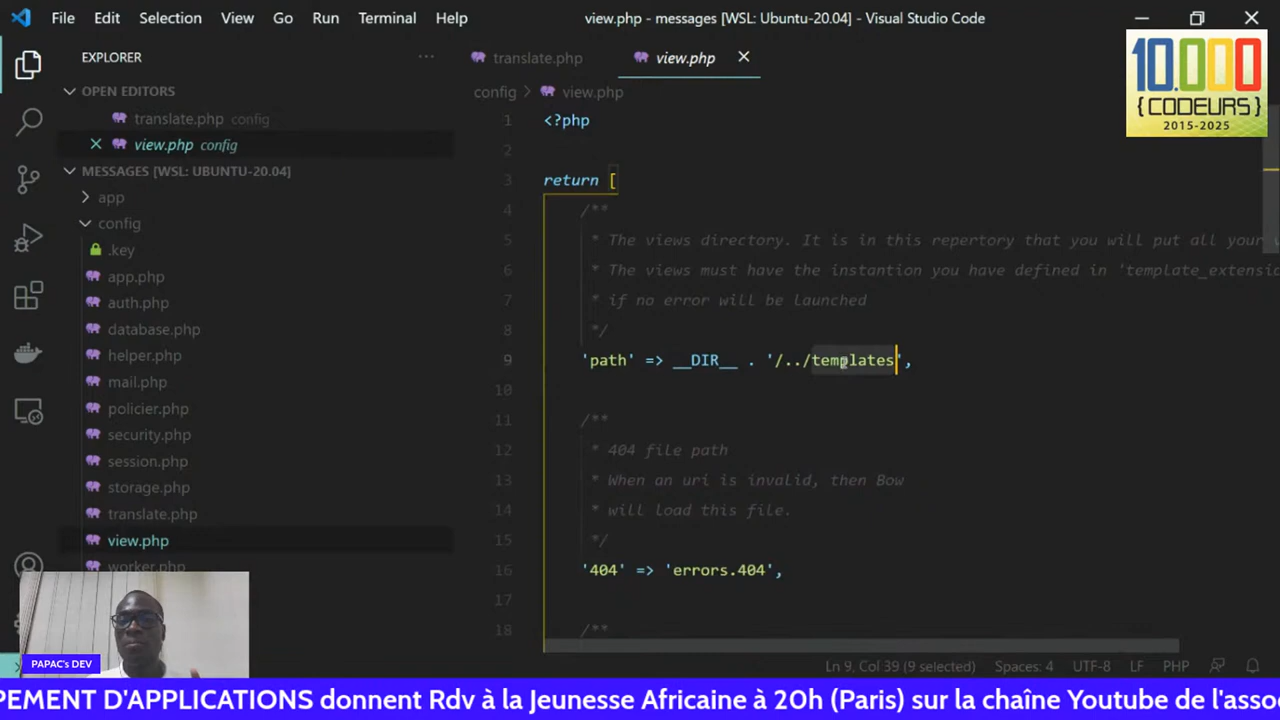 File Edit Selection View Go Run Terminal Help
view.php - messages [WSL: Ubuntu-20.04] - Visual Studio Code
10.000
{CODEURS}
2015-2025
EXPLORER
OPEN EDITORS
translate.php config
view.php config
MESSAGES [WSL: UBUNTU-20.04]
app
config
.key
app.php
auth.php
database.php
helper.php
mail.php
policier.php
security.php
session.php
storage.php
translate.php
view.php
worker.php
translate.php view.php
config > view.php
1 <?php
2
3 return [
4 /**
5 * The views directory. It is in this repertory that you will put all your
6 * The views must have the instantion you have defined in 'template_extensio
7 * if no error will be launched
8 */
9 'path' => __DIR__ . '/../templates',
10
11 /**
12 * 404 file path
13 * When an uri is invalid, then Bow
14 * will load this file.
15 */
16 '404' => 'errors.404',
17
18 /**
PAPAC's DEV
Ln 9, Col 39 (9 selected) Spaces: 4 UTF-8 LF PHP
PEMENT D'APPLICATIONS donnent Rdv à la Jeunesse Africaine à 20h (Paris) sur la chaîne Youtube de l'asso